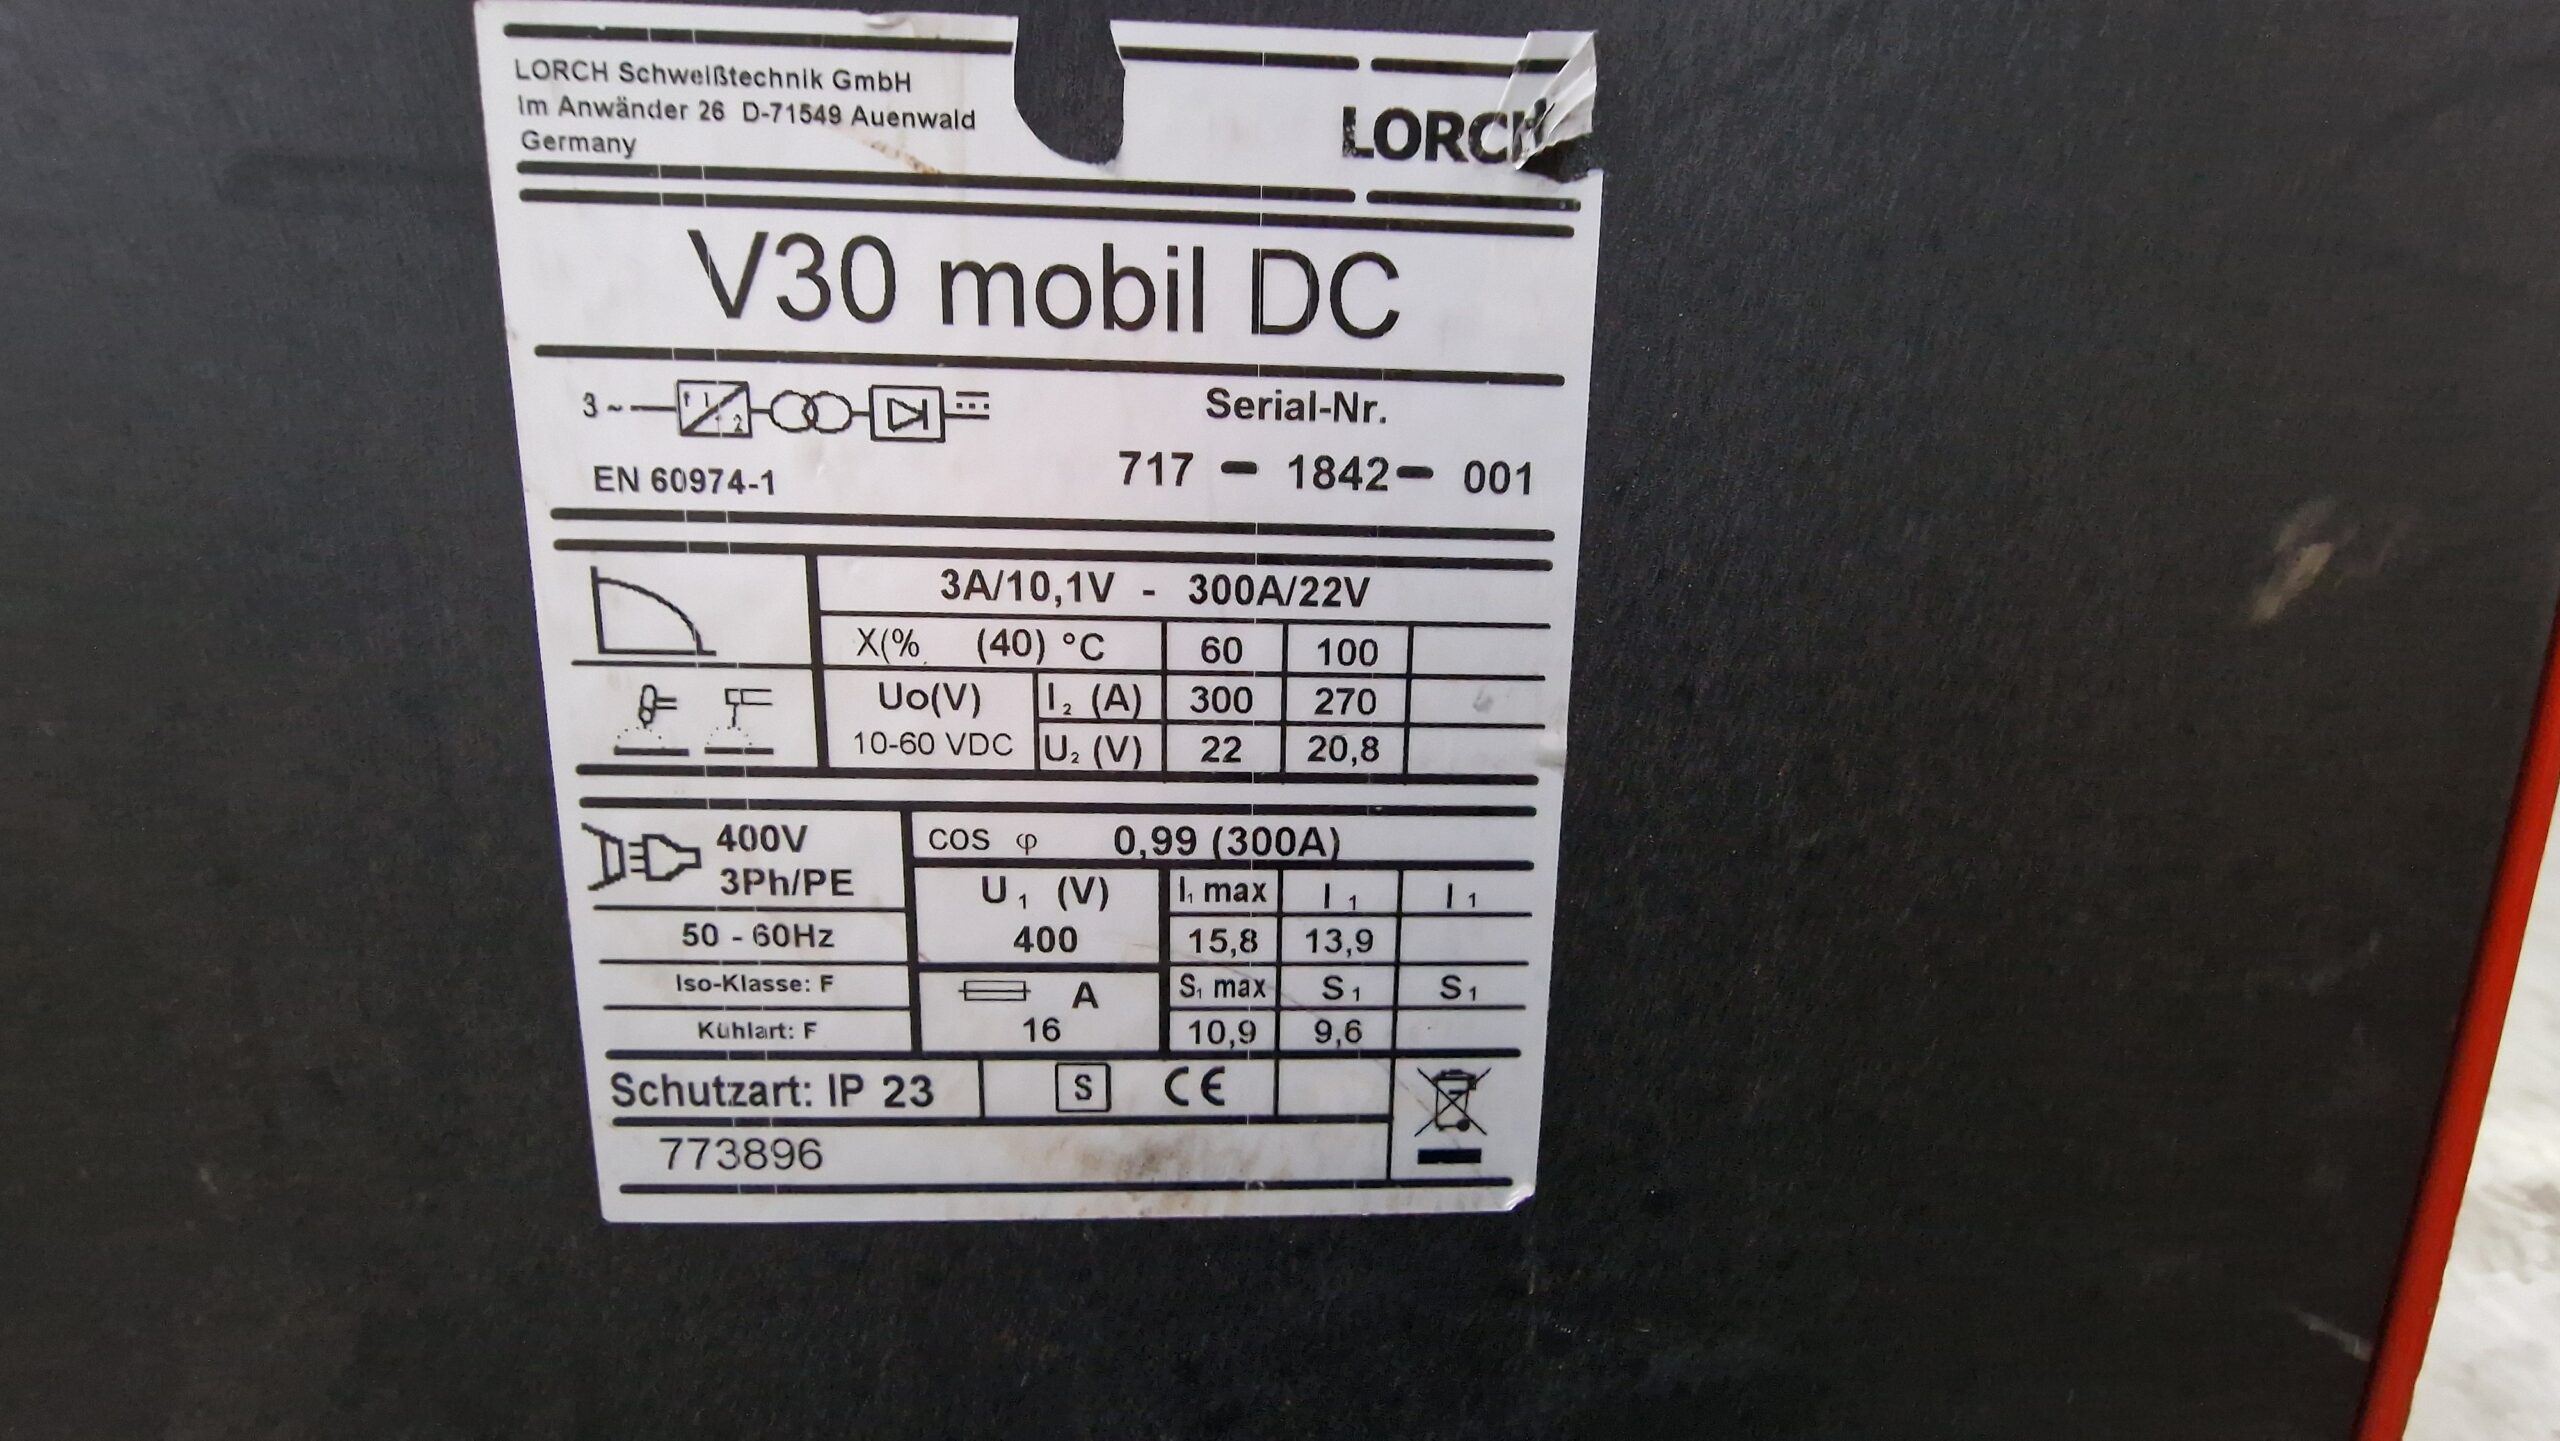 LORCH Schweißtechnik GmbH
Im Anwänder 26 D-71549 Auenwald
Germany
LORCH
V30 mobil DC
3~
f1
f2
Serial-Nr.
EN 60974-1
717 - 1842 - 001
3A/10,1V - 300A/22V
X(% (40) °C 60 100
Uo(V) I₂ (A) 300 270
10-60 VDC U₂ (V) 22 20,8
400V cos φ 0,99 (300A)
3Ph/PE U₁ (V) I₁ max I₁ I₁
50 - 60Hz 400 15,8 13,9
Iso-Klasse: F A S₁ max S₁ S₁
Kühlart: F 16 10,9 9,6
Schutzart: IP 23 S CE
773896